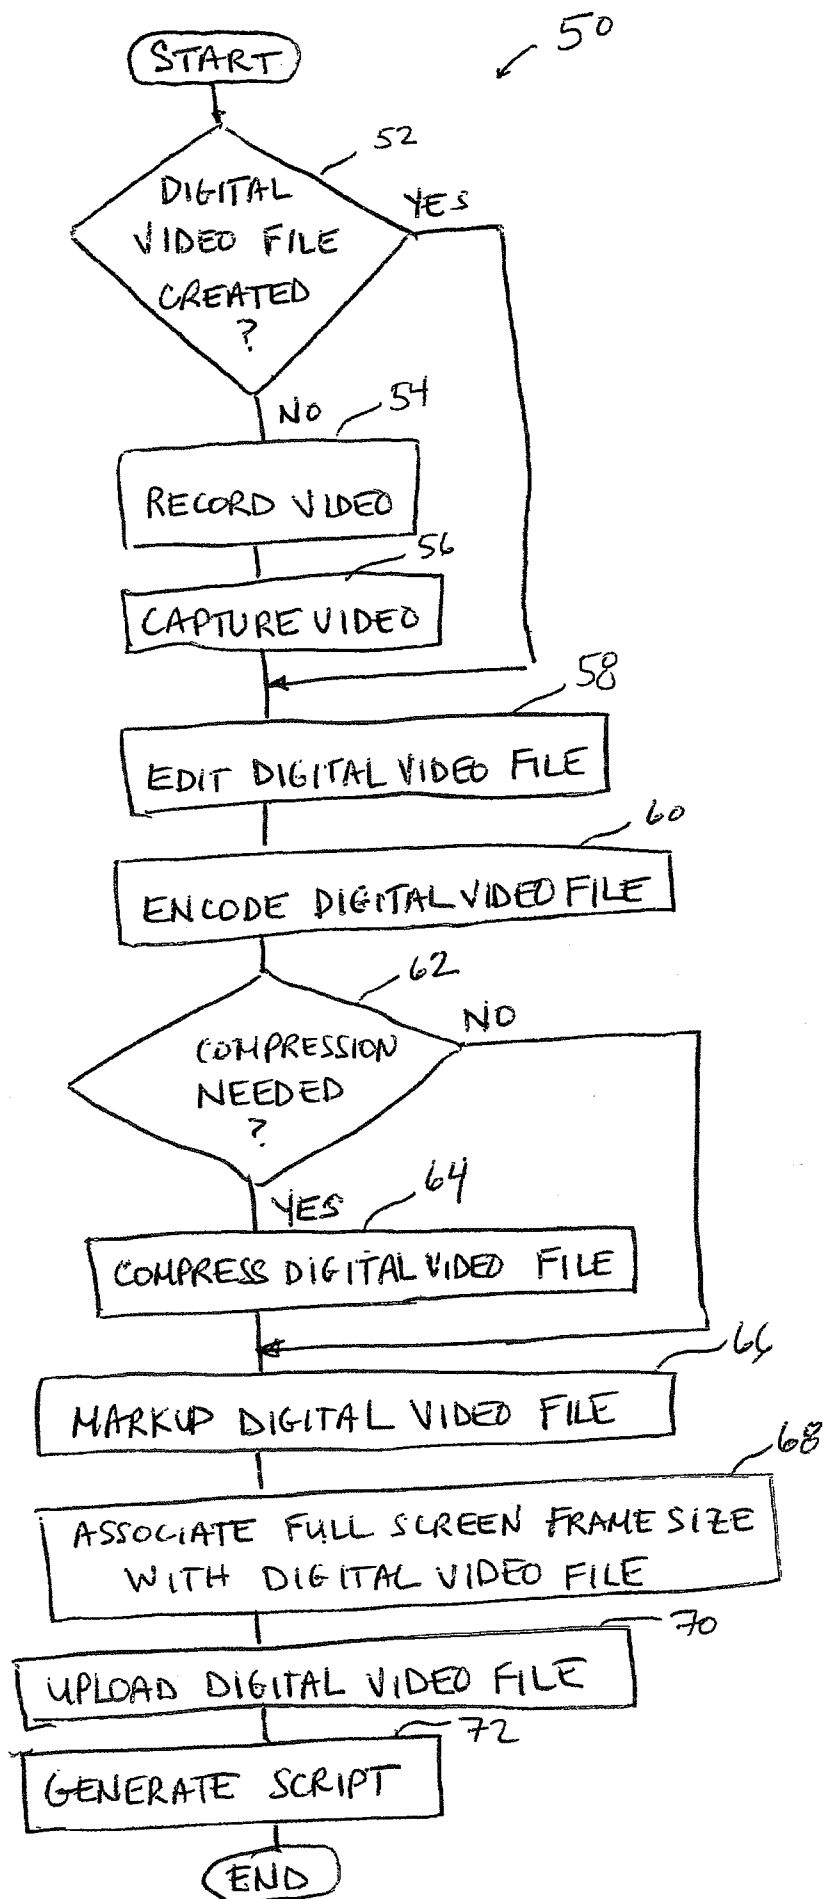 START
50
52
DIGITAL
VIDEO FILE
CREATED
?
YES
NO
54
RECORD VIDEO
56
CAPTURE VIDEO
58
EDIT DIGITAL VIDEO FILE
60
ENCODE DIGITAL VIDEO FILE
62
COMPRESSION
NEEDED
?
NO
YES
64
COMPRESS DIGITAL VIDEO FILE
66
MARKUP DIGITAL VIDEO FILE
68
ASSOCIATE FULL SCREEN FRAME SIZE
WITH DIGITAL VIDEO FILE
70
UPLOAD DIGITAL VIDEO FILE
72
GENERATE SCRIPT
END